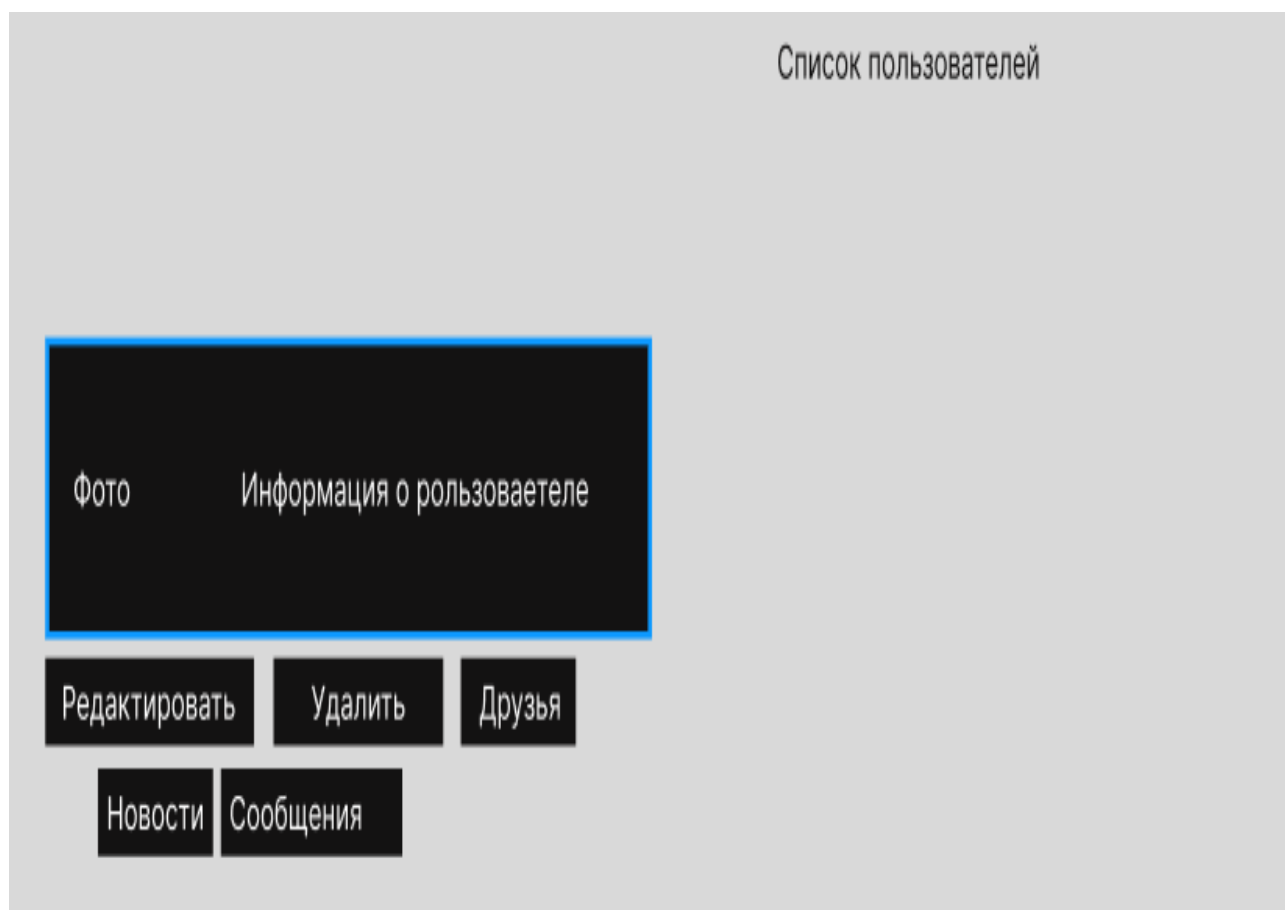 Список пользователей
Фото Информация о рользоваетеле
Редактировать Удалить Друзья
Новости Сообщения